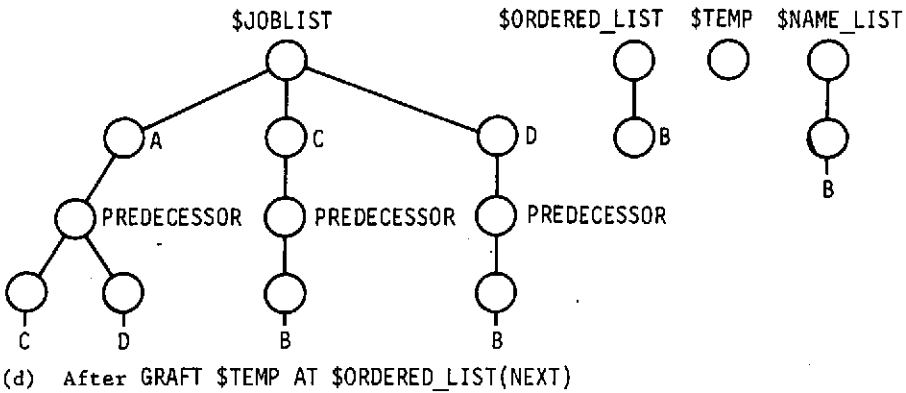 $JOBLIST $ORDERED_LIST $TEMP $NAME_LIST
A C D B
B
PREDECESSOR PREDECESSOR PREDECESSOR
C D B B
(d) After GRAFT $TEMP AT $ORDERED_LIST(NEXT)